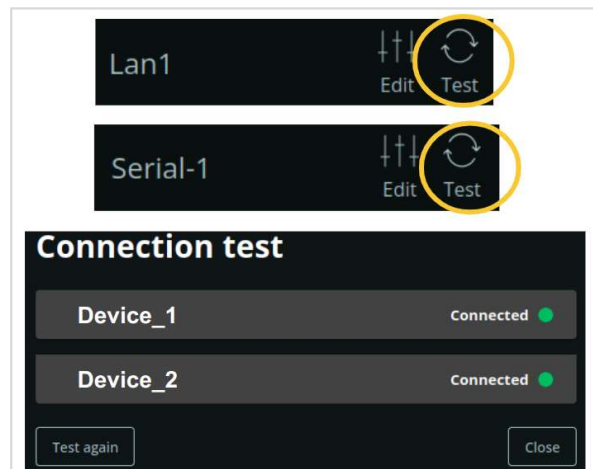 Lan1
Edit Test
Serial-1
Edit Test
Connection test
Device_1 Connected
Device_2 Connected
Test again Close